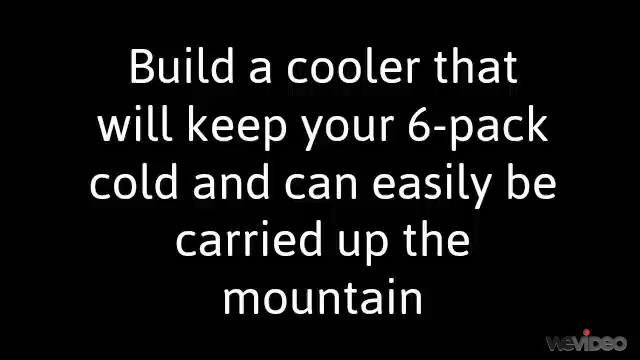 Build a cooler that
will keep your 6-pack
cold and can easily be
carried up the
mountain
WEVIDEO